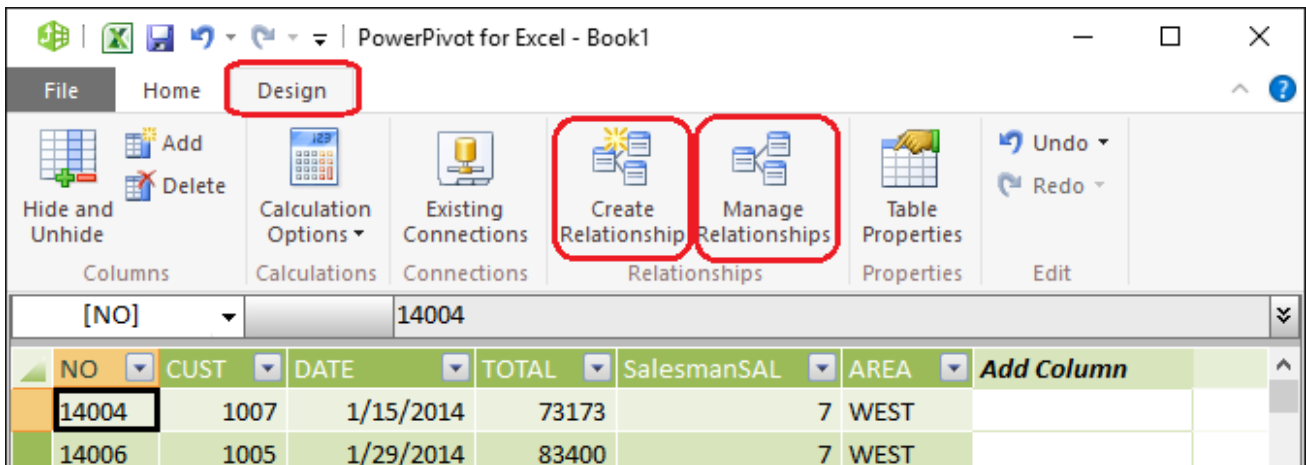 PowerPivot for Excel - Book1
File Home Design
Hide and Unhide
Add
Delete
Calculation Options
Existing Connections
Create Relationship
Manage Relationships
Table Properties
Undo
Redo
Columns Calculations Connections Relationships Properties Edit
[NO] 14004
NO CUST DATE TOTAL SalesmanSAL AREA Add Column
14004 1007 1/15/2014 73173 7 WEST
14006 1005 1/29/2014 83400 7 WEST